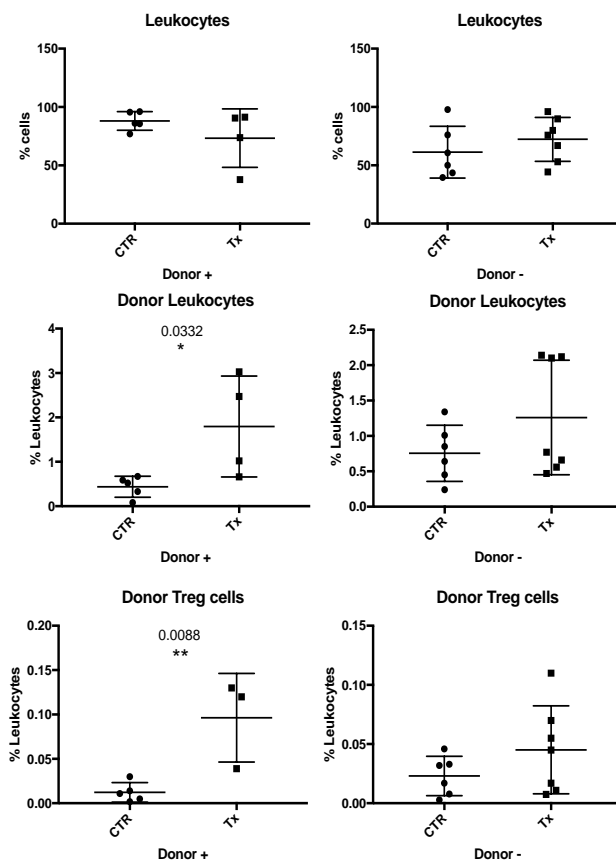 Leukocytes
150
100
50
0
% cells
CTR
Tx
Donor +
Leukocytes
150
100
50
0
% cells
CTR
Tx
Donor -
Donor Leukocytes
0.0332
*
4
3
2
1
0
% Leukocytes
CTR
Tx
Donor +
Donor Leukocytes
2.5
2.0
1.5
1.0
0.5
0.0
% Leukocytes
CTR
Tx
Donor -
Donor Treg cells
0.0088
**
0.20
0.15
0.10
0.05
0.00
% Leukocytes
CTR
Tx
Donor +
Donor Treg cells
0.15
0.10
0.05
0.00
% Leukocytes
CTR
Tx
Donor -